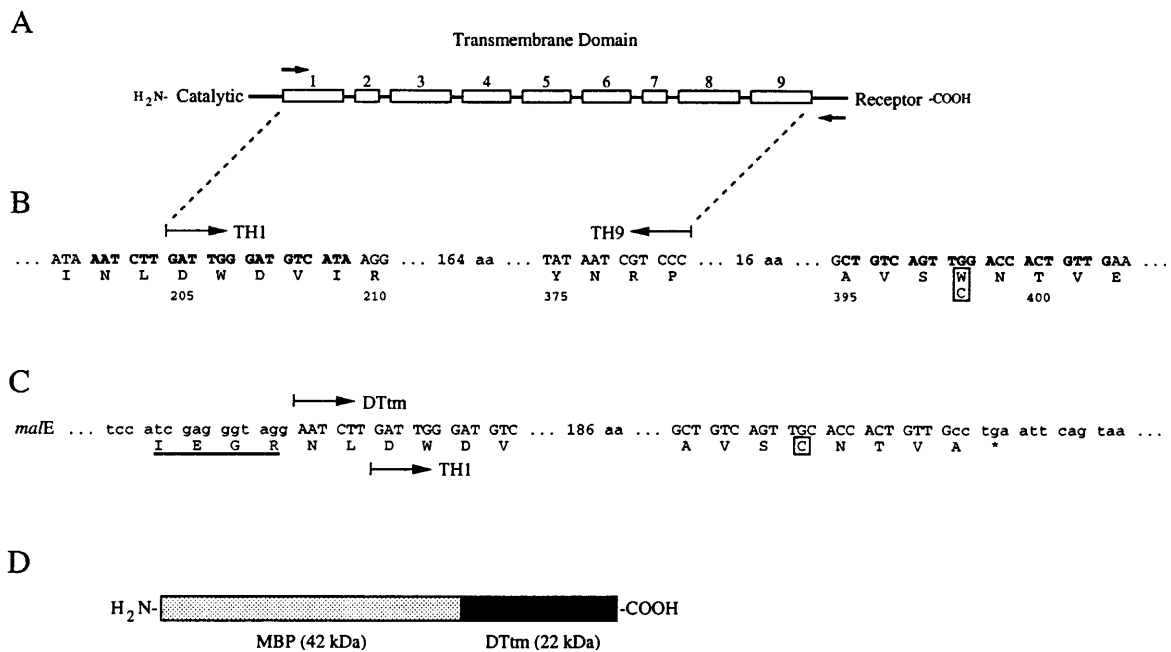 A
Transmembrane Domain
1 2 3 4 5 6 7 8 9
H2N- Catalytic Receptor -COOH
B
TH1 TH9
... ATA AAT CTT GAT TGG GAT GTC ATA AGG ... 164 aa ... TAT AAT CGT CCC ... 16 aa ... GCT GTC AGT TGG ACC ACT GTT GAA ...
I N L D W D V I R Y N R P A V S W N T V E
C
205 210 375 395 400
C
DTtm
malE ... tcc atc gag ggt agg AAT CTT GAT TGG GAT GTC ... 186 aa ... GCT GTC AGT TGC ACC ACT GTT GCc tga att cag taa ...
I E G R N L D W D V A V S C N T V A *
TH1
D
H2N- -COOH
MBP (42 kDa) DTtm (22 kDa)